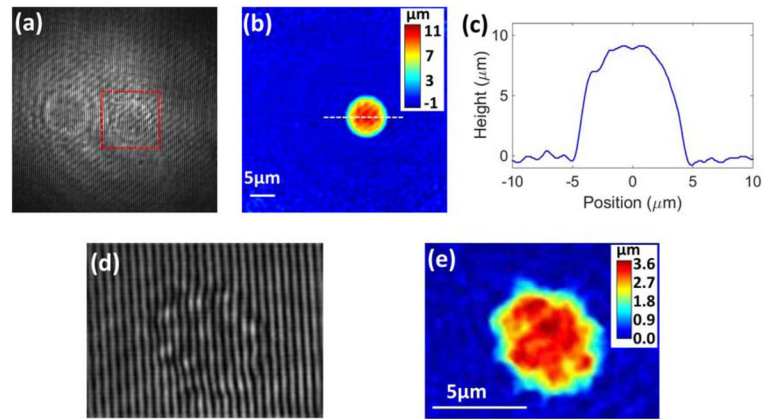 (a)
(b)
μm
11
7
3
-1
5μm
(c)
Height (μm)
10
5
0
-10
-5
0
5
10
Position (μm)
(d)
(e)
μm
3.6
2.7
1.8
0.9
0.0
5μm